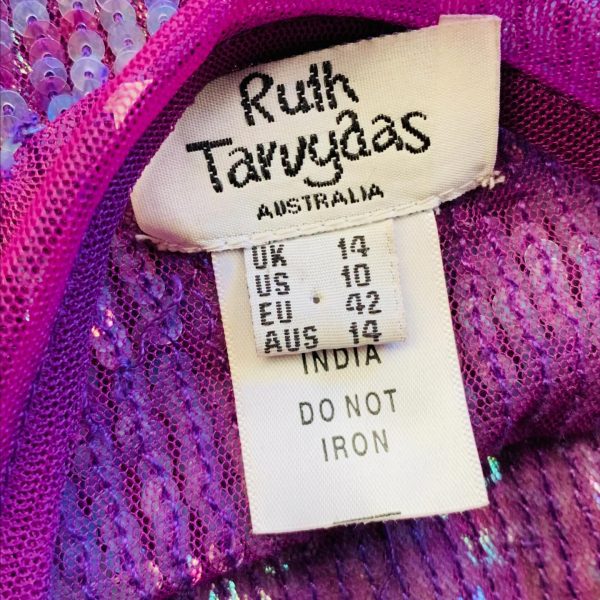 Ruth
Tarvydas
AUSTRALIA
UK 14
US 10
EU 42
AUS 14
INDIA
DO NOT
IRON